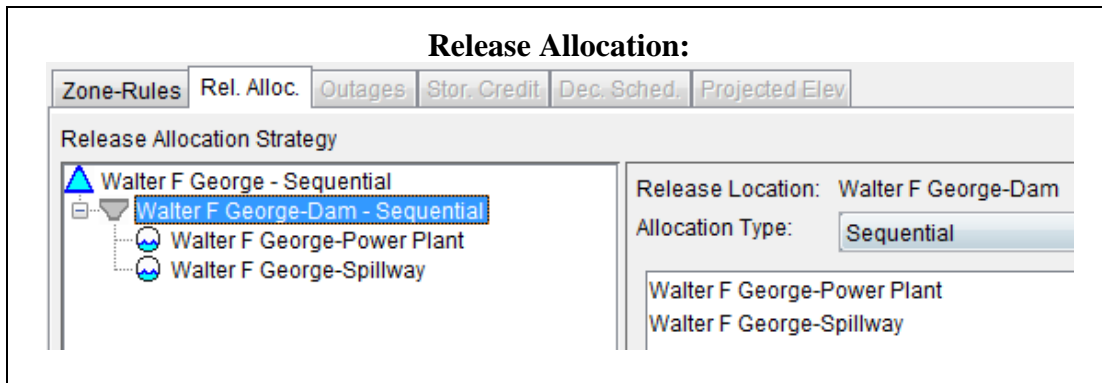 Release Allocation:
Zone-Rules Rel. Alloc. Outages Stor. Credit Dec. Sched. Projected Elev
Release Allocation Strategy
Walter F George - Sequential
Walter F George-Dam - Sequential
Walter F George-Power Plant
Walter F George-Spillway
Release Location: Walter F George-Dam
Allocation Type: Sequential
Walter F George-Power Plant
Walter F George-Spillway